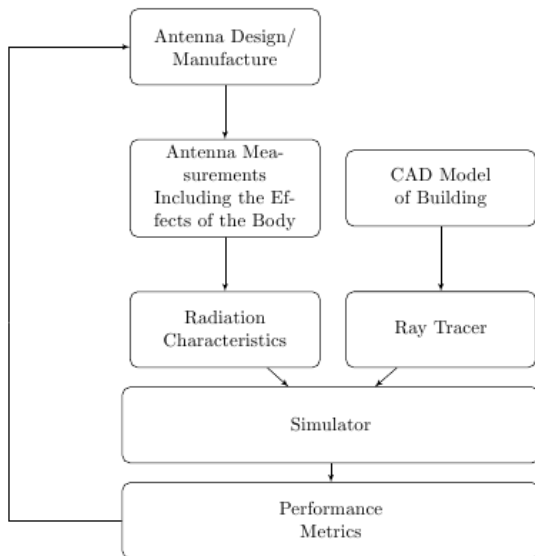 Antenna Design/
Manufacture
Antenna Mea-
surements
Including the Ef-
fects of the Body
CAD Model
of Building
Radiation
Characteristics
Ray Tracer
Simulator
Performance
Metrics